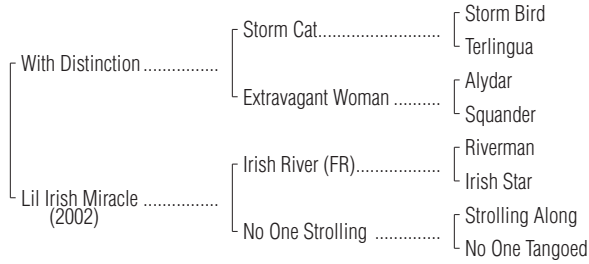 Storm Bird
Storm Cat..........................
Terlingua
With Distinction ................
Alydar
Extravagant Woman ..........
Squander
Riverman
Irish River (FR)..................
Irish Star
Lil Irish Miracle ................
(2002)
Strolling Along
No One Strolling ..............
No One Tangoed